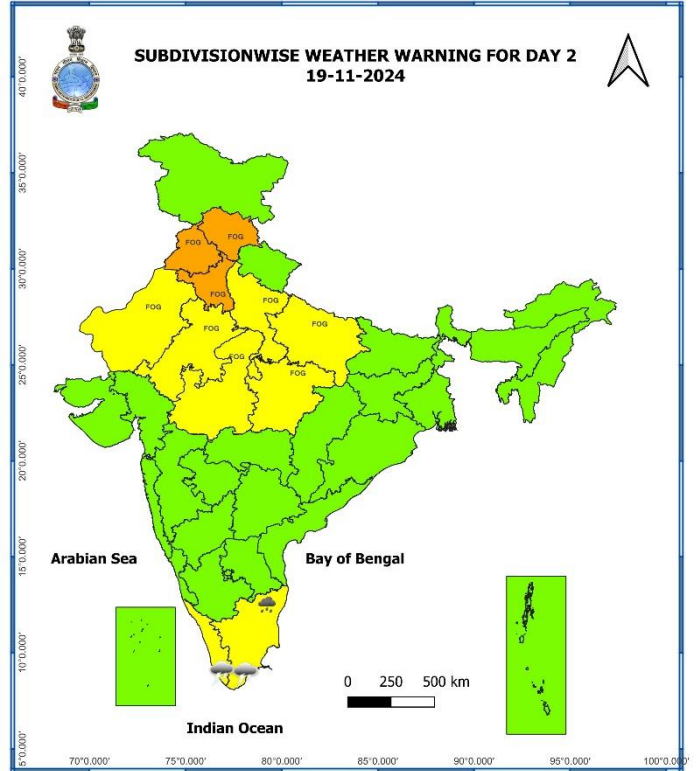 SUBDIVISIONWISE WEATHER WARNING FOR DAY 2
19-11-2024
40°0.000'
35°0.000'
30°0.000'
25°0.000'
20°0.000'
15°0.000'
10°0.000'
5°0.000'
FOG
FOG
FOG
FOG
FOG
FOG
FOG
FOG
FOG
Arabian Sea
Bay of Bengal
0 250 500 km
Indian Ocean
70°0.000' 75°0.000' 80°0.000' 85°0.000' 90°0.000' 95°0.000' 100°0.000'